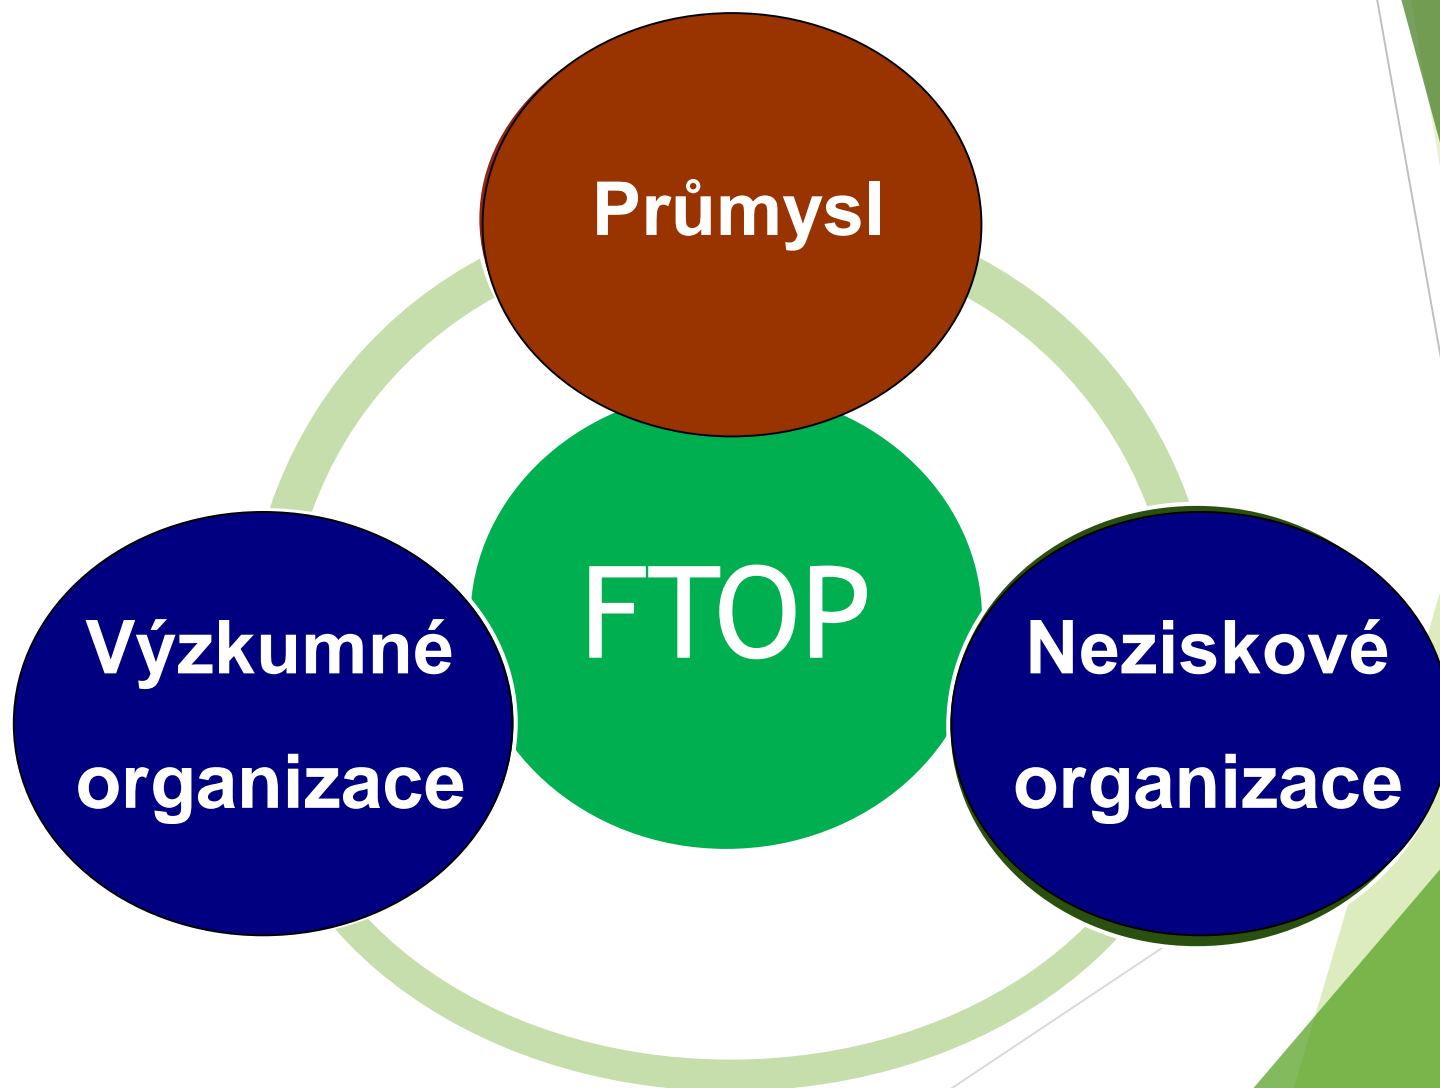 Průmysl
FTOP
Výzkumné
organizace
Neziskové
organizace